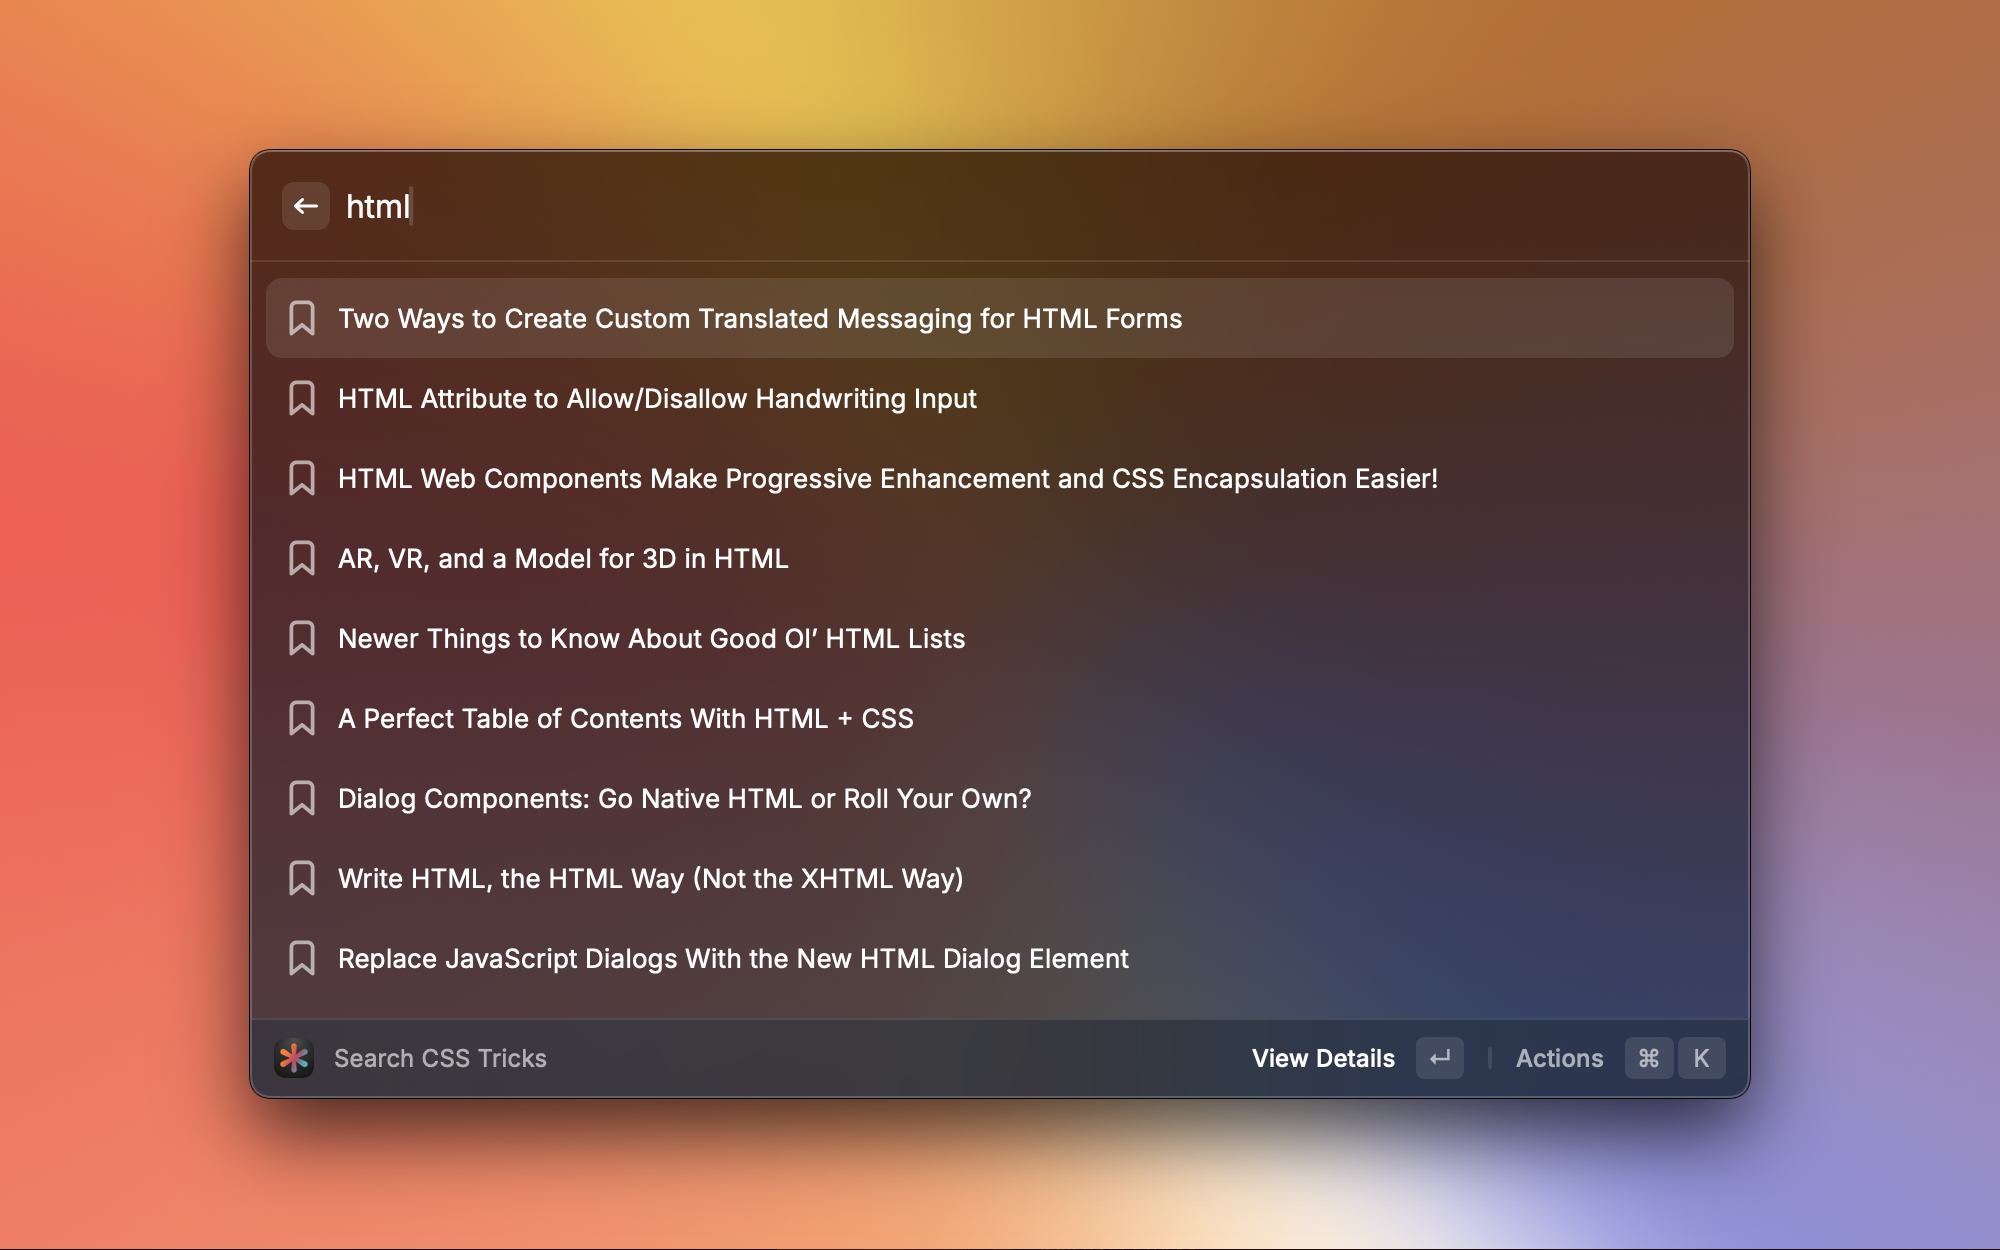 html
Two Ways to Create Custom Translated Messaging for HTML Forms
HTML Attribute to Allow/Disallow Handwriting Input
HTML Web Components Make Progressive Enhancement and CSS Encapsulation Easier!
AR, VR, and a Model for 3D in HTML
Newer Things to Know About Good Ol’ HTML Lists
A Perfect Table of Contents With HTML + CSS
Dialog Components: Go Native HTML or Roll Your Own?
Write HTML, the HTML Way (Not the XHTML Way)
Replace JavaScript Dialogs With the New HTML Dialog Element
Search CSS Tricks View Details ↵ Actions ⌘ K